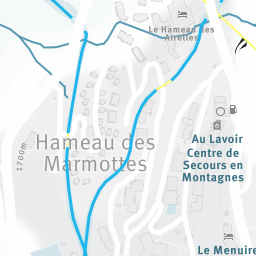 Le Hameau des
Airelles
1700m
Hameau des
Marmottes
Au Lavoir
Centre de
Secours en
Montagnes
Le Menuire